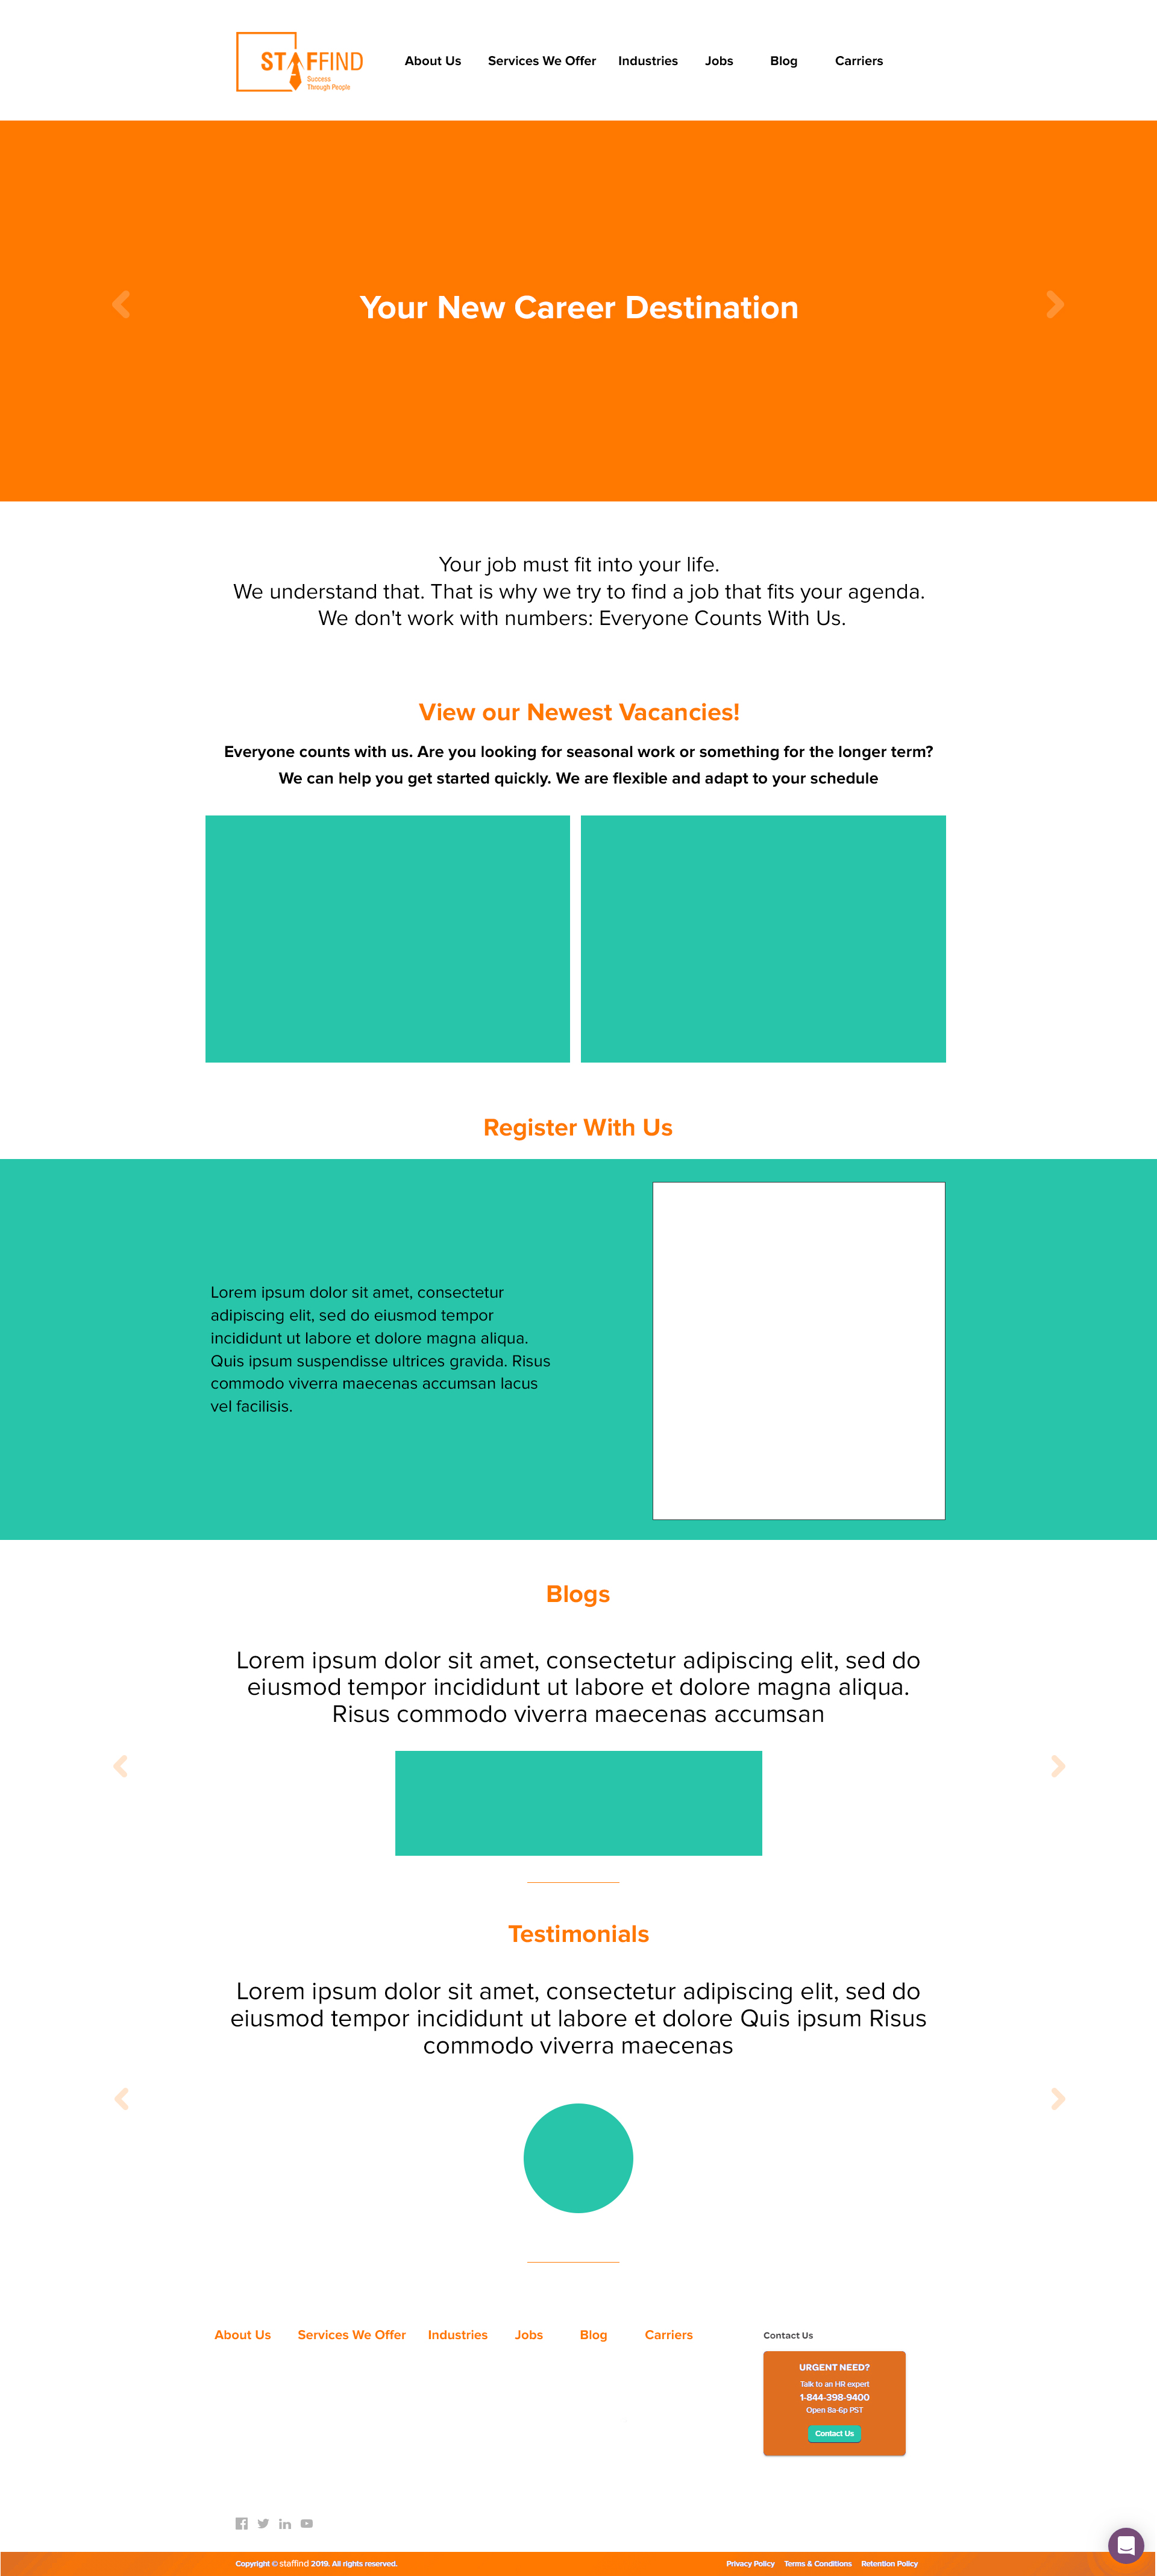 STAFFIND
Success
Through People
About Us Services We Offer Industries Jobs Blog Carriers
Your New Career Destination
Your job must fit into your life.
We understand that. That is why we try to find a job that fits your agenda.
We don't work with numbers: Everyone Counts With Us.
View our Newest Vacancies!
Everyone counts with us. Are you looking for seasonal work or something for the longer term?
We can help you get started quickly. We are flexible and adapt to your schedule
Register With Us
Lorem ipsum dolor sit amet, consectetur
adipiscing elit, sed do eiusmod tempor
incididunt ut labore et dolore magna aliqua.
Quis ipsum suspendisse ultrices gravida. Risus
commodo viverra maecenas accumsan lacus
vel facilisis.
Blogs
Lorem ipsum dolor sit amet, consectetur adipiscing elit, sed do
eiusmod tempor incididunt ut labore et dolore magna aliqua.
Risus commodo viverra maecenas accumsan
Testimonials
Lorem ipsum dolor sit amet, consectetur adipiscing elit, sed do
eiusmod tempor incididunt ut labore et dolore Quis ipsum Risus
commodo viverra maecenas
About Us Services We Offer Industries Jobs Blog Carriers
Contact Us
URGENT NEED?
Talk to an HR expert
1-844-398-9400
Open 8a-6p PST
Contact Us
Copyright © staffind 2019. All rights reserved.
Privacy Policy Terms & Conditions Retention Policy